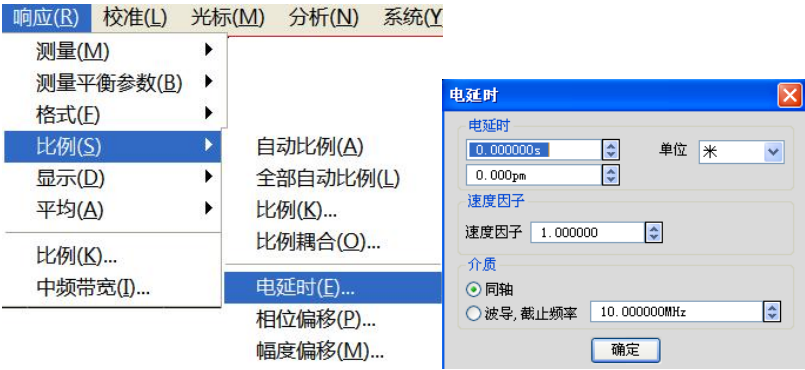 响应(R) 校准(L) 光标(M) 分析(N) 系统(Y
测量(M)
测量平衡参数(B)
格式(F)
比例(S)
显示(D)
平均(A)
比例(K)...
中频带宽(I)...
自动比例(A)
全部自动比例(L)
比例(K)...
比例耦合(O)...
电延时(E)...
相位偏移(P)...
幅度偏移(M)...
电延时
电延时
0.000000s 单位 米
0.000pm
速度因子
速度因子 1.000000
介质
同轴
波导,截止频率 10.000000MHz
确定